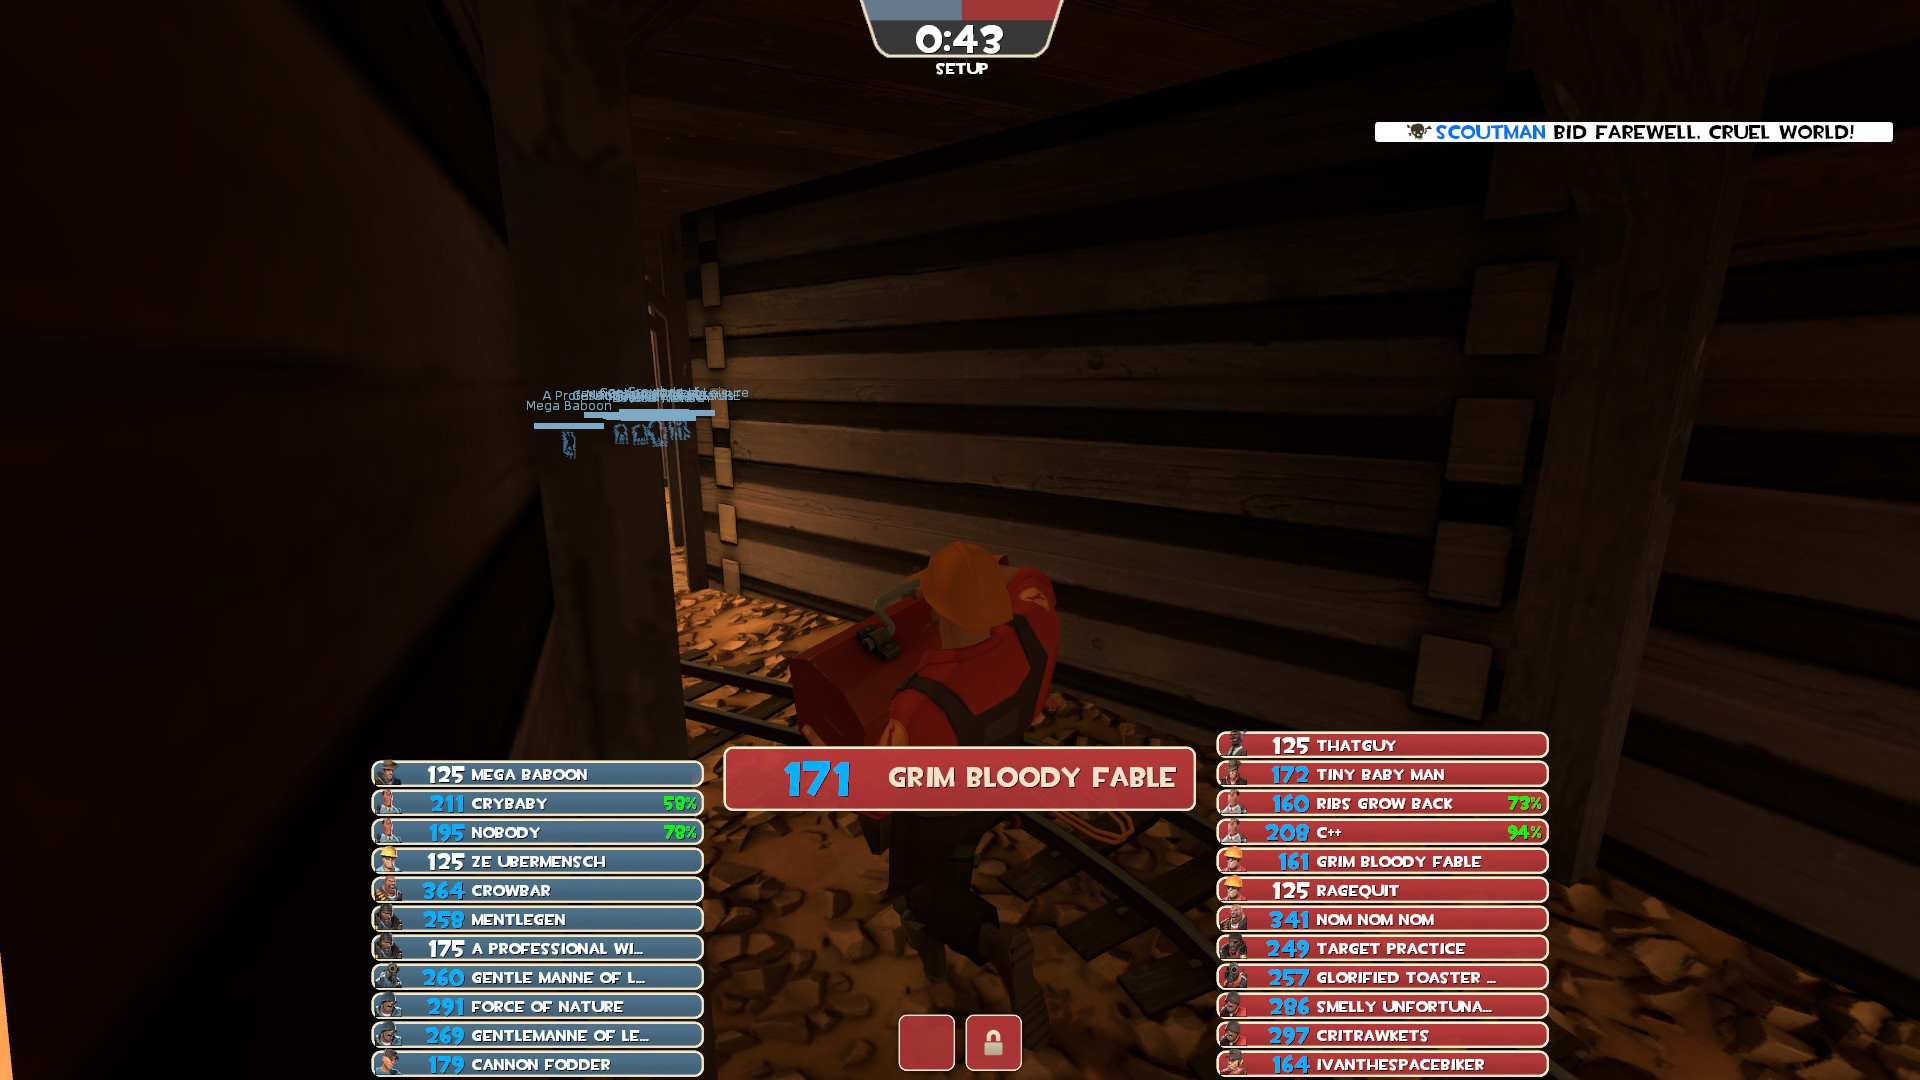 0:43
SETUP
SCOUTMAN BID FAREWELL, CRUEL WORLD!
Mega Baboon
125 MEGA BABOON
211 CRYBABY 58%
195 NOBODY 78%
125 ZE UBERMENSCH
364 CROWBAR
258 MENTLEGEN
175 A PROFESSIONAL WI...
260 GENTLE MANNE OF L...
291 FORCE OF NATURE
269 GENTLEMANNE OF LE...
179 CANNON FODDER
171 GRIM BLOODY FABLE
125 THATGUY
172 TINY BABY MAN
160 RIBS GROW BACK 73%
208 C++ 94%
161 GRIM BLOODY FABLE
125 RAGEQUIT
341 NOM NOM NOM
249 TARGET PRACTICE
257 GLORIFIED TOASTER ...
286 SMELLY UNFORTUNA...
297 CRITRAWKETS
164 IVANTHESPACEBIKER